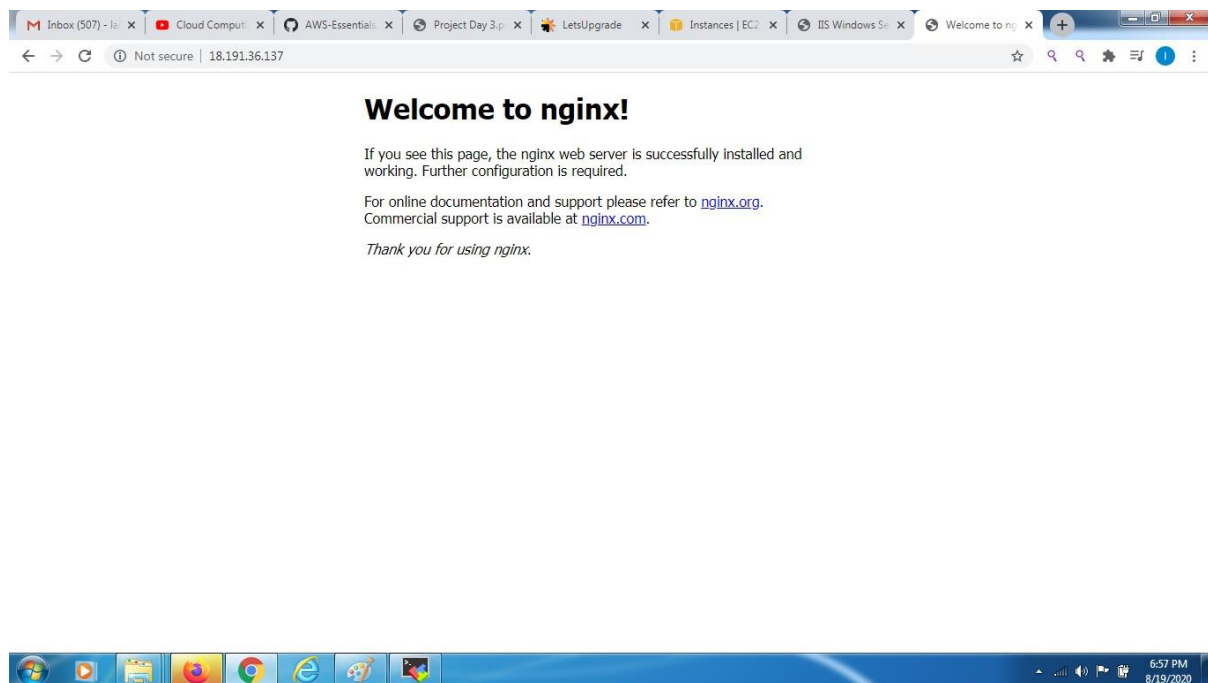 Inbox (507) - la
Cloud Computi
AWS-Essentials
Project Day 3.p
LetsUpgrade
Instances | EC2
IIS Windows Se
Welcome to ng
Not secure | 18.191.36.137
Welcome to nginx!
If you see this page, the nginx web server is successfully installed and
working. Further configuration is required.
For online documentation and support please refer to nginx.org.
Commercial support is available at nginx.com.
Thank you for using nginx.
6:57 PM
8/19/2020